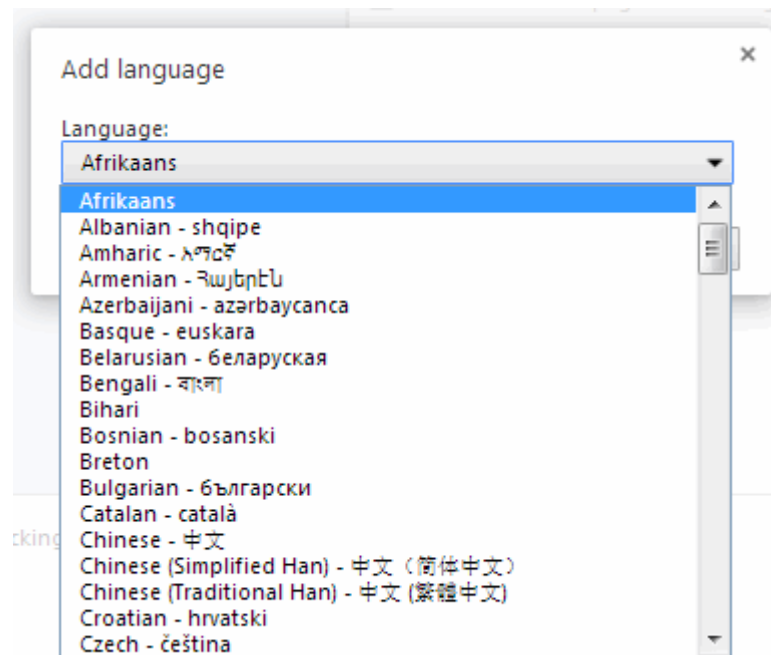 Add language
Language:
Afrikaans
Afrikaans
Albanian - shqipe
Amharic - አማርኛ
Armenian - Հայերէն
Azerbaijani - azərbaycanca
Basque - euskara
Belarusian - беларуская
Bengali - বাংলা
Bihari
Bosnian - bosanski
Breton
Bulgarian - български
Catalan - català
Chinese - 中文
Chinese (Simplified Han) - 中文（简体中文）
Chinese (Traditional Han) - 中文 (繁體中文)
Croatian - hrvatski
Czech - čeština